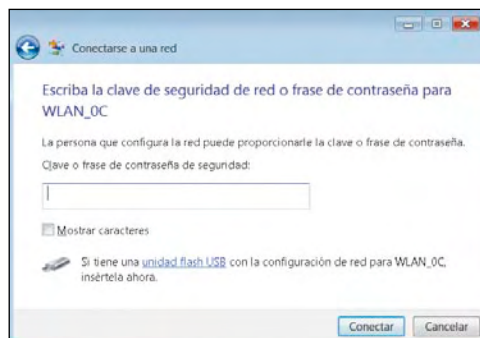 Conectarse a una red
Escriba la clave de seguridad de red o frase de contraseña para
WLAN_0C
La persona que configura la red puede proporcionarle la clave o frase de contraseña.
Clave o frase de contraseña de seguridad:
Mostrar caracteres
Si tiene una unidad flash USB con la configuración de red para WLAN_0C,
insértela ahora.
Conectar Cancelar